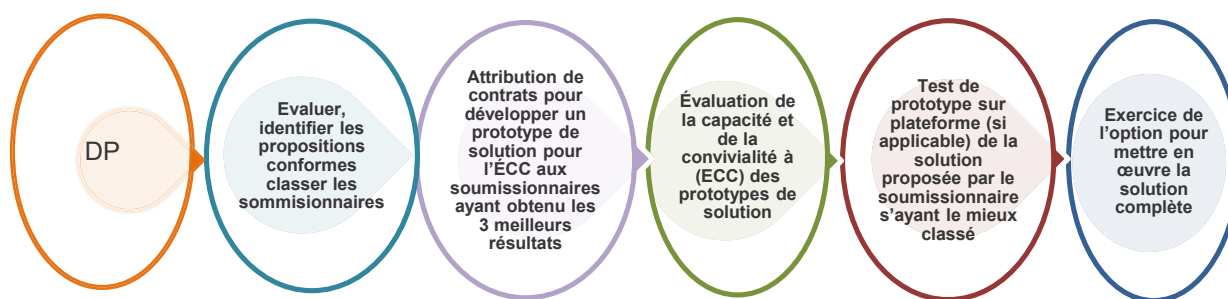 DP
Evaluer,
identifier les
propositions
conformes
classer les
sommisionnaires
Attribution de
contrats pour
développer un
prototype de
solution pour
l'ÉCC aux
soumissionnaires
ayant obtenu les
3 meilleurs
résultats
Évaluation de
la capacité et
de la
convivialité à
(ECC) des
prototypes de
solution
Test de
prototype sur
plateforme (si
applicable) de
la solution
proposée par le
soumissionnaire
s'ayant le mieux
classé
Exercice de
l'option pour
mettre en
œuvre la
solution
complète